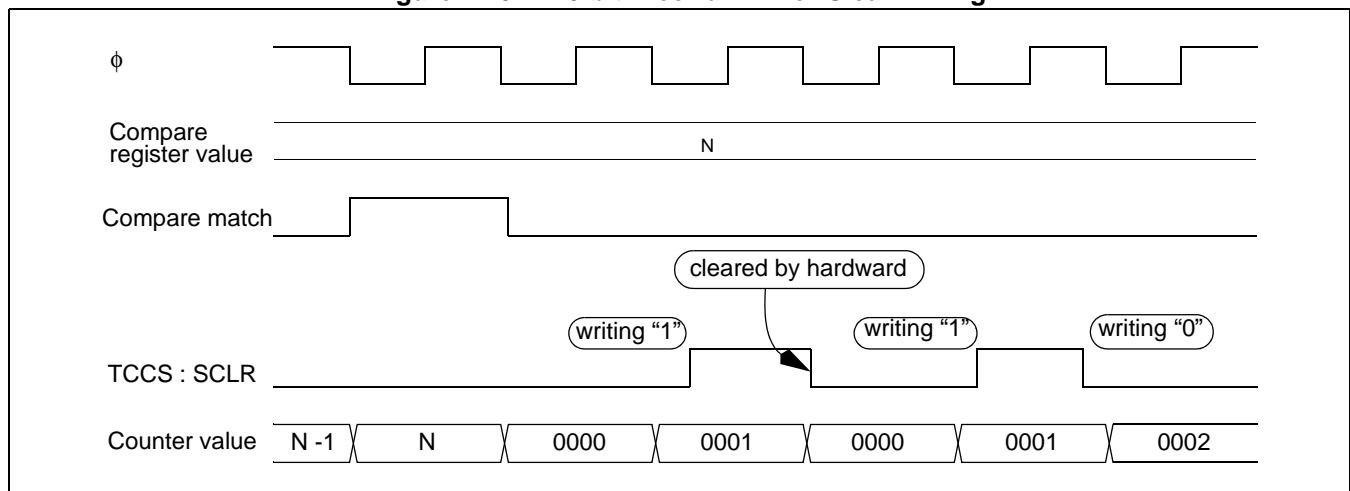 ϕ
Compare
register value
N
Compare match
cleared by hardward
writing “1”
writing “1”
writing “0”
TCCS : SCLR
Counter value
N -1
N
0000
0001
0000
0001
0002